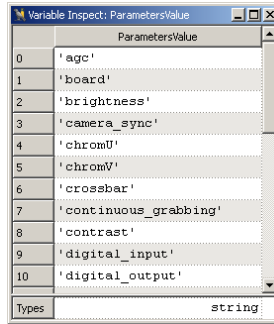 Variable Inspect: ParametersValue
ParametersValue
0 'agc'
1 'board'
2 'brightness'
3 'camera_sync'
4 'chromU'
5 'chromV'
6 'crossbar'
7 'continuous_grabbing'
8 'contrast'
9 'digital_input'
10 'digital_output'
Types string